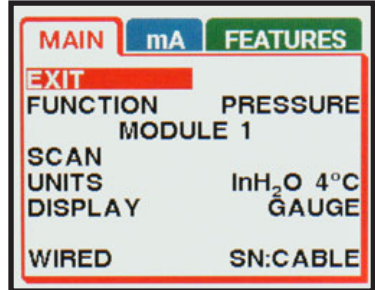 MAIN mA FEATURES
EXIT
FUNCTION PRESSURE
MODULE 1
SCAN
UNITS InH₂O 4°C
DISPLAY GAUGE
WIRED SN:CABLE